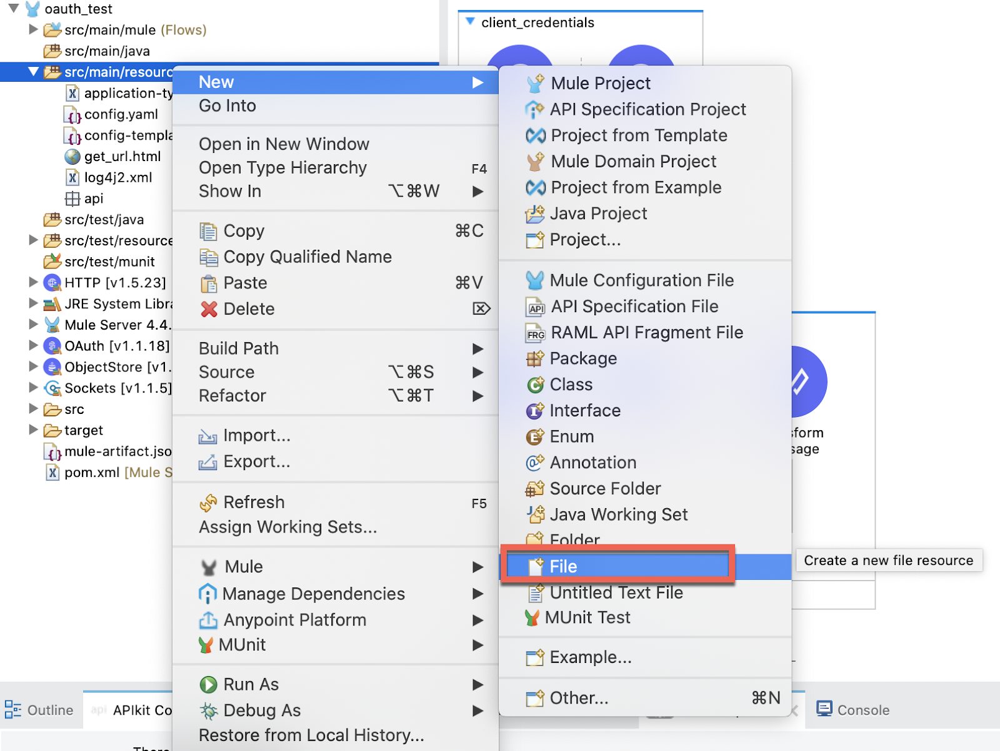 oauth_test
src/main/mule (Flows)
src/main/java
src/main/resourc
application-ty
config.yaml
config-templa
get_url.html
log4j2.xml
api
src/test/java
src/test/resource
src/test/munit
HTTP [v1.5.23]
JRE System Libra
Mule Server 4.4.
OAuth [v1.1.18]
ObjectStore [v1.
Sockets [v1.1.5]
src
target
mule-artifact.jso
pom.xml [Mule S
Outline
api APIkit Co
There
New
Go Into
Open in New Window
Open Type Hierarchy F4
Show In ⌥⌘W
Copy ⌘C
Copy Qualified Name
Paste ⌘V
Delete ⌦
Build Path
Source ⌥⌘S
Refactor ⌥⌘T
Import...
Export...
Refresh F5
Assign Working Sets...
Mule
Manage Dependencies
Anypoint Platform
MUnit
Run As
Debug As
Restore from Local History...
client_credentials
Mule Project
API Specification Project
Project from Template
Mule Domain Project
Project from Example
Java Project
Project...
Mule Configuration File
API Specification File
RAML API Fragment File
Package
Class
Interface
Enum
Annotation
Source Folder
Java Working Set
Folder
File
Untitled Text File
MUnit Test
Example...
Other... ⌘N
sform
sage
Create a new file resource
Console